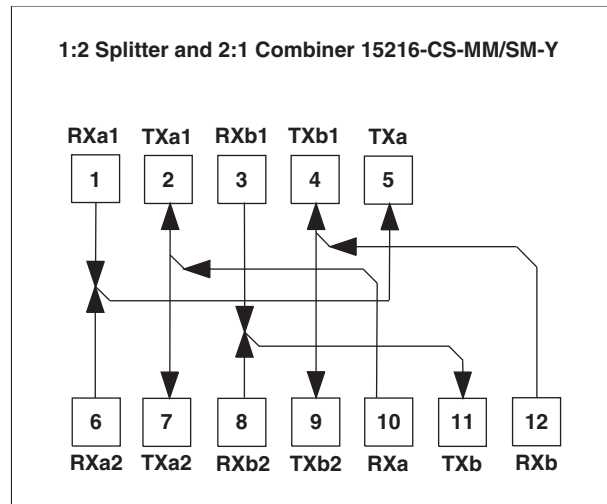 1:2 Splitter and 2:1 Combiner 15216-CS-MM/SM-Y
RXa1 TXa1 RXb1 TXb1 TXa
1 2 3 4 5
6 7 8 9 10 11 12
RXa2 TXa2 RXb2 TXb2 RXa TXb RXb